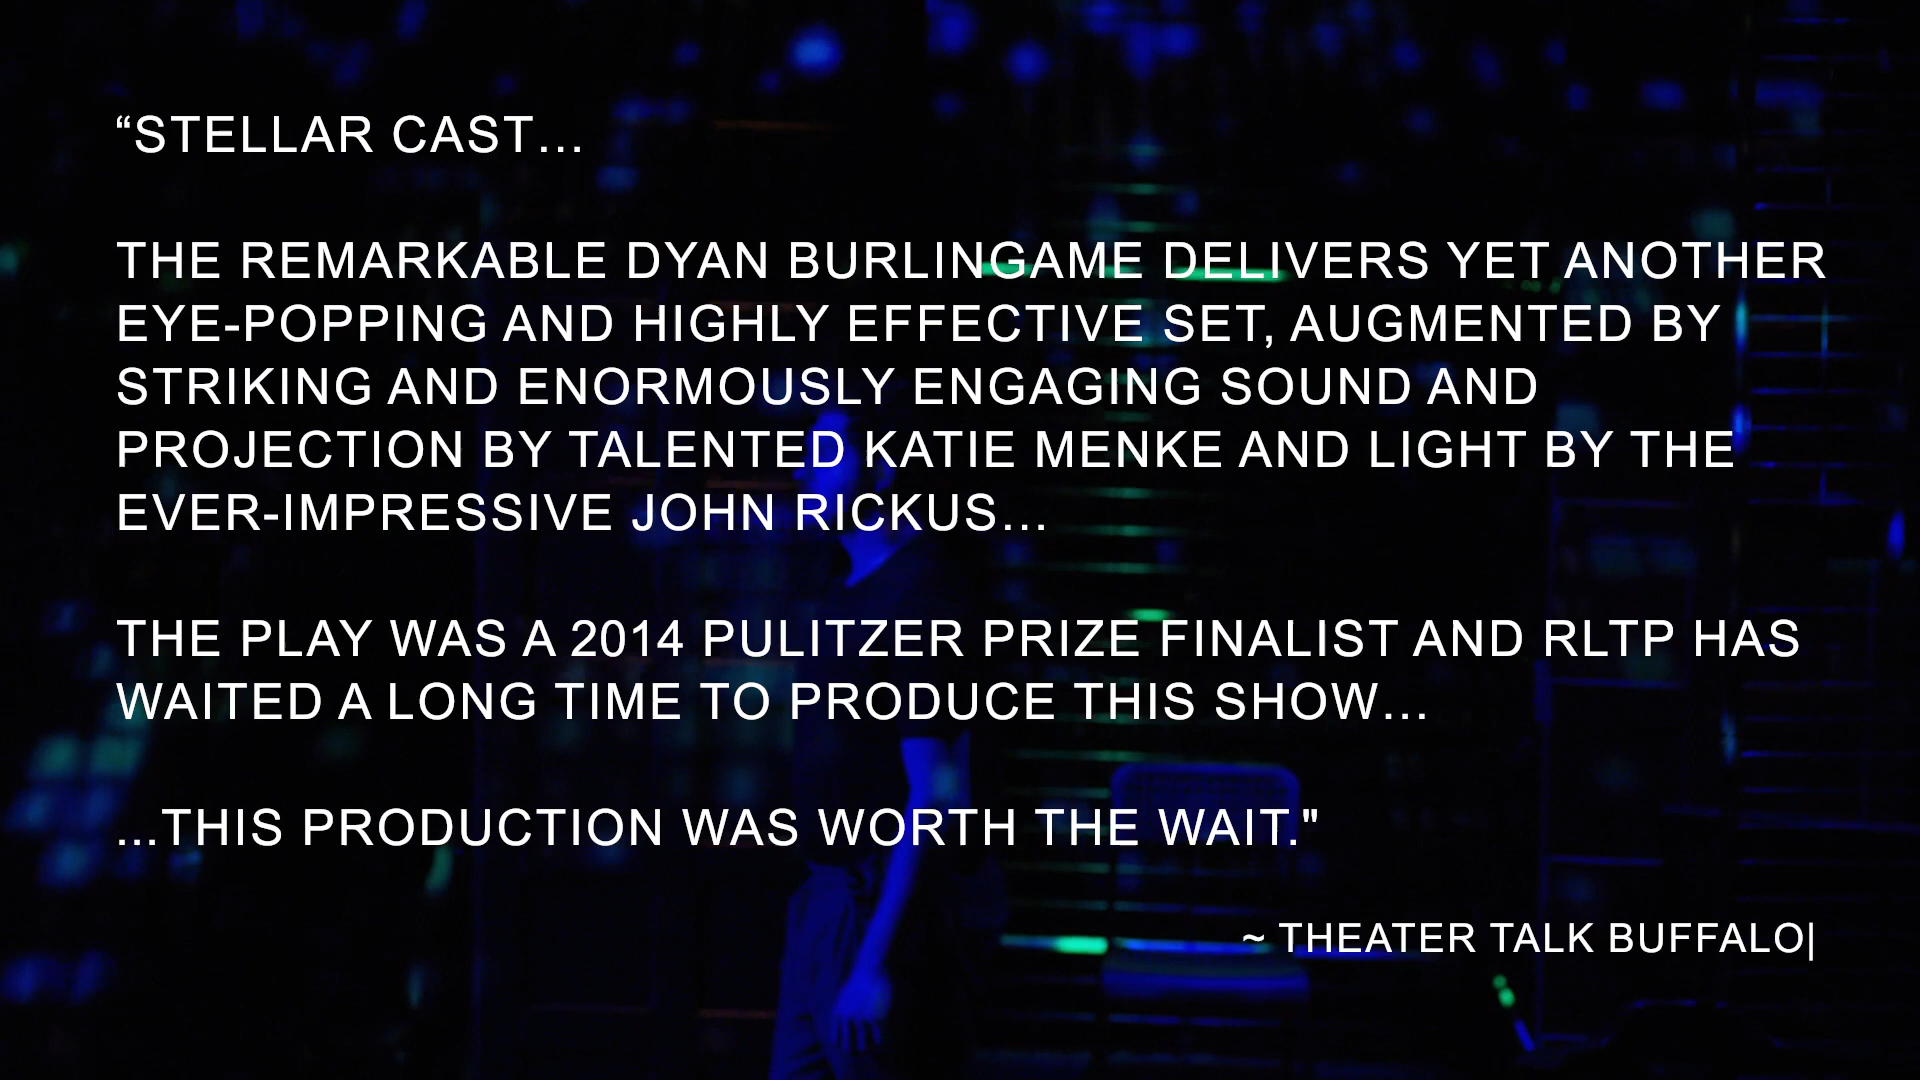 “STELLAR CAST...
THE REMARKABLE DYAN BURLINGAME DELIVERS YET ANOTHER
EYE-POPPING AND HIGHLY EFFECTIVE SET, AUGMENTED BY
STRIKING AND ENORMOUSLY ENGAGING SOUND AND
PROJECTION BY TALENTED KATIE MENKE AND LIGHT BY THE
EVER-IMPRESSIVE JOHN RICKUS...
THE PLAY WAS A 2014 PULITZER PRIZE FINALIST AND RLTP HAS
WAITED A LONG TIME TO PRODUCE THIS SHOW...
...THIS PRODUCTION WAS WORTH THE WAIT."
~ THEATER TALK BUFFALO|